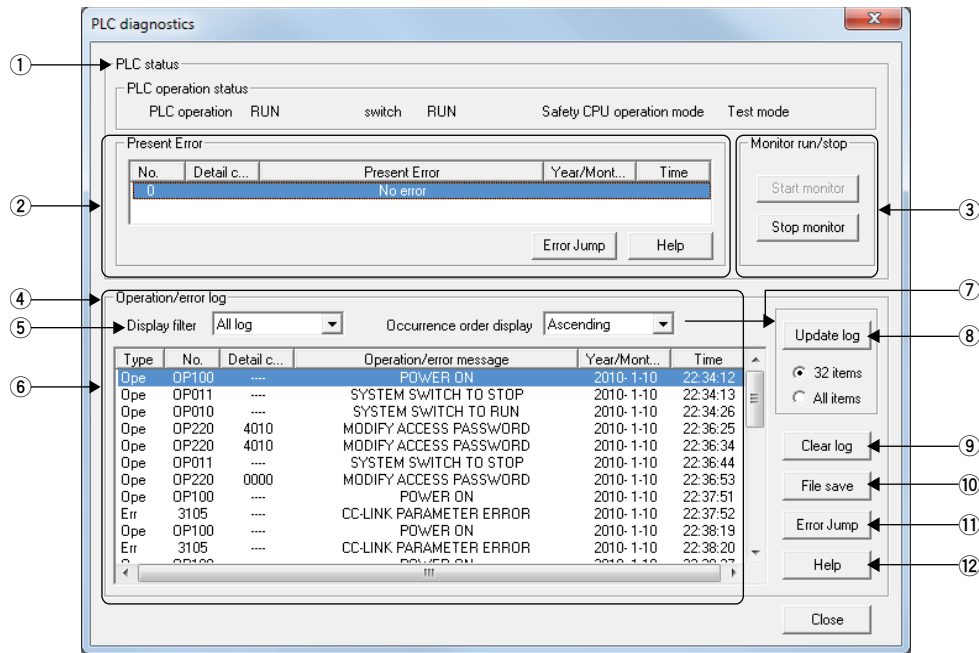 PLC diagnostics
① PLC status
PLC operation status
PLC operation RUN switch RUN Safety CPU operation mode Test mode
Present Error
Monitor run/stop
No. Detail c... Present Error Year/Mont... Time
0 No error
Start monitor
② ③
Stop monitor
Error Jump Help
④ Operation/error log ⑦
⑤ Display filter All log Occurrence order display Ascending
Update log ⑧
⑥ Type No. Detail c... Operation/error message Year/Mont... Time
Ope OP100 ---- POWER ON 2010- 1-10 22:34:12
32 items
Ope OP011 ---- SYSTEM SWITCH TO STOP 2010- 1-10 22:34:13
All items
Ope OP010 ---- SYSTEM SWITCH TO RUN 2010- 1-10 22:34:26
Ope OP220 4010 MODIFY ACCESS PASSWORD 2010- 1-10 22:36:25
Ope OP220 4010 MODIFY ACCESS PASSWORD 2010- 1-10 22:36:34
Clear log ⑨
Ope OP011 ---- SYSTEM SWITCH TO STOP 2010- 1-10 22:36:44
Ope OP220 0000 MODIFY ACCESS PASSWORD 2010- 1-10 22:36:53
File save ⑩
Ope OP100 ---- POWER ON 2010- 1-10 22:37:51
Err 3105 ---- CC-LINK PARAMETER ERROR 2010- 1-10 22:37:52
Error Jump ⑪
Ope OP100 ---- POWER ON 2010- 1-10 22:38:19
Err 3105 ---- CC-LINK PARAMETER ERROR 2010- 1-10 22:38:20
Help ⑫
Close